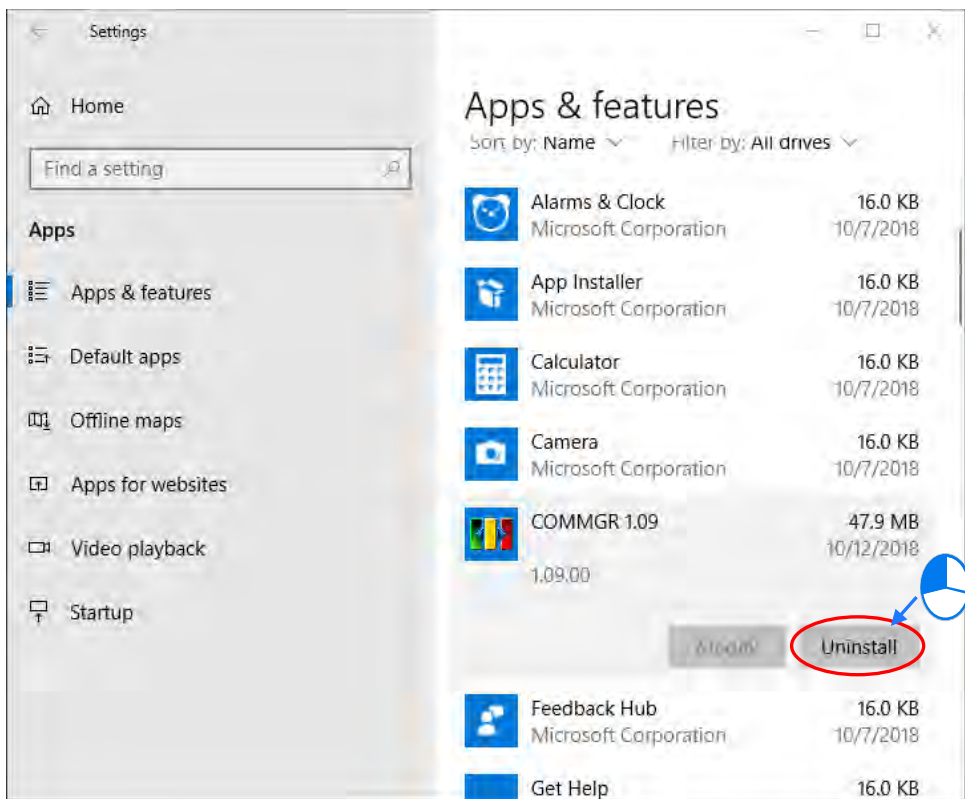 Settings
Home
Find a setting
Apps
Apps & features
Default apps
Offline maps
Apps for websites
Video playback
Startup
Apps & features
Sort by: Name Filter by: All drives
Alarms & Clock 16.0 KB
Microsoft Corporation 10/7/2018
App Installer 16.0 KB
Microsoft Corporation 10/7/2018
Calculator 16.0 KB
Microsoft Corporation 10/7/2018
Camera 16.0 KB
Microsoft Corporation 10/7/2018
COMMGR 1.09 47.9 MB
10/12/2018
1.09.00
Uninstall
Feedback Hub 16.0 KB
Microsoft Corporation 10/7/2018
Get Help 16.0 KB